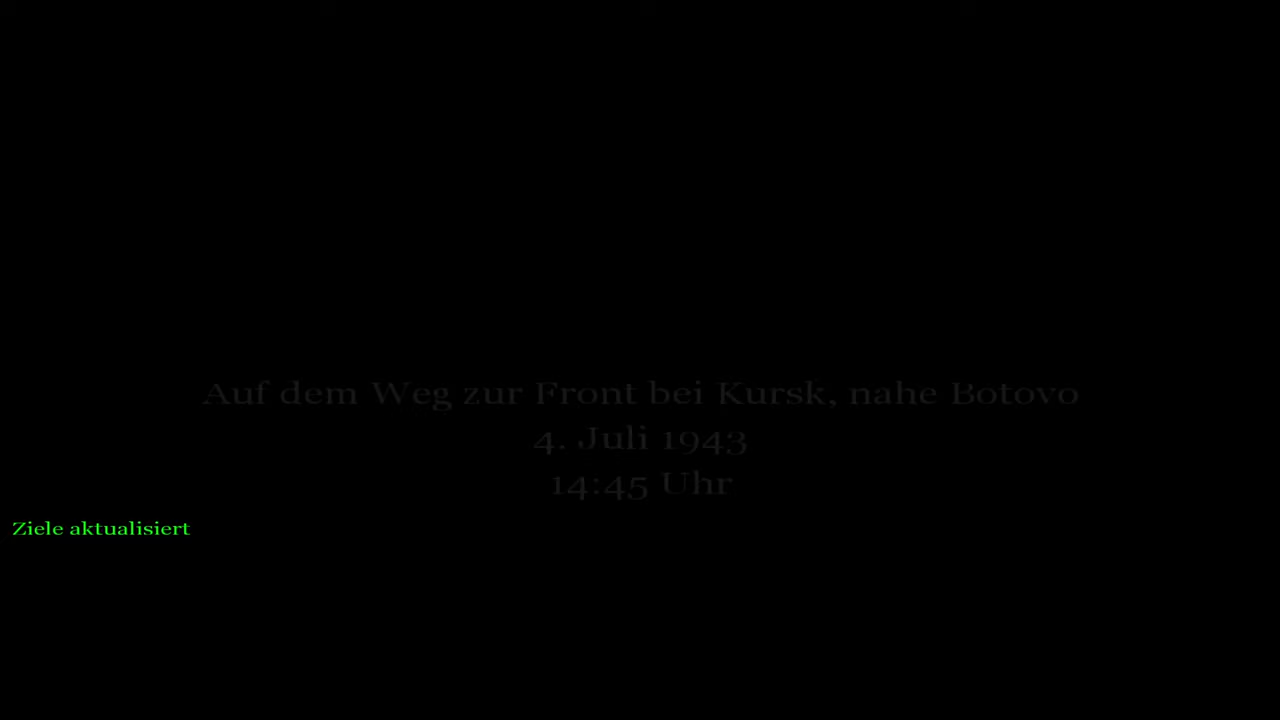 Auf dem Weg zur Front bei Kursk, nahe Botovo
4. Juli 1943
14:45 Uhr
Ziele aktualisiert